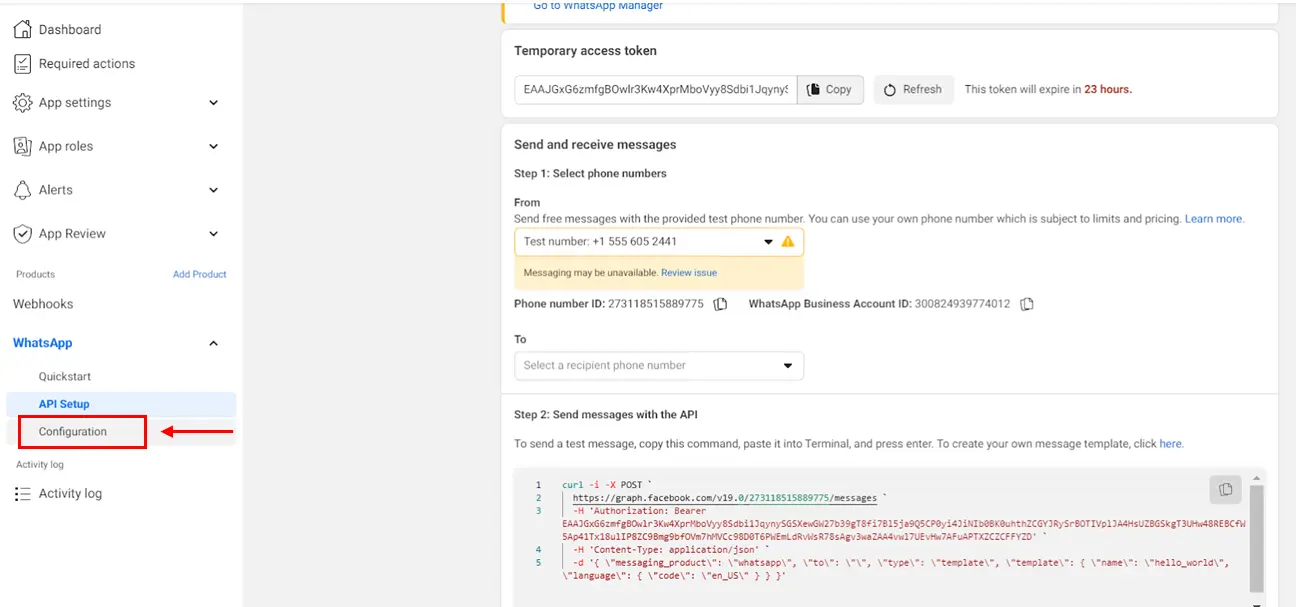 Dashboard
Required actions
App settings
App roles
Alerts
App Review
Products Add Product
Webhooks
WhatsApp
Quickstart
API Setup
Configuration
Activity log
Activity log
Go to WhatsApp Manager
Temporary access token
EAAJGxG6zmfgBOwlr3Kw4XprMboVyy8Sdbi1JqynyS Copy Refresh This token will expire in 23 hours.
Send and receive messages
Step 1: Select phone numbers
From
Send free messages with the provided test phone number. You can use your own phone number which is subject to limits and pricing. Learn more.
Test number: +1 555 605 2441
Messaging may be unavailable. Review issue
Phone number ID: 273118515889775 WhatsApp Business Account ID: 300824939774012
To
Select a recipient phone number
Step 2: Send messages with the API
To send a test message, copy this command, paste it into Terminal, and press enter. To create your own message template, click here.
1 curl -i -X POST `
2 https://graph.facebook.com/v19.0/273118515889775/messages `
3 -H 'Authorization: Bearer
4 -H 'Content-Type: application/json' `
5 -d '{ \"messaging_product\": \"whatsapp\", \"to\": \"\", \"type\": \"template\", \"template\": { \"name\": \"hello_world\",
\"language\": { \"code\": \"en_US\" } } }'